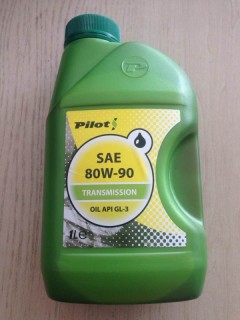 Pilot
SAE
80W-90
TRANSMISSION
OIL API GL-3
1L℮